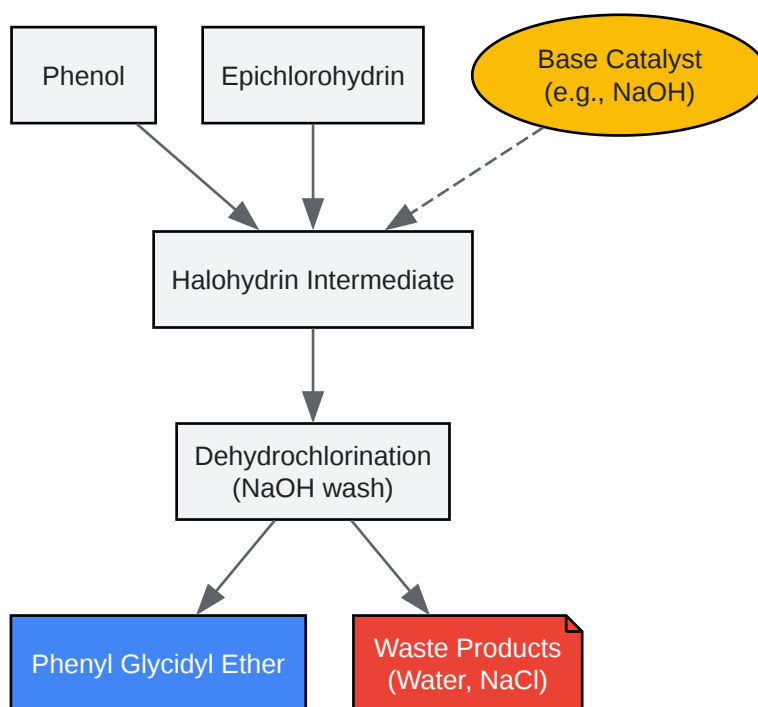 Phenol
Epichlorohydrin
Base Catalyst
(e.g., NaOH)
Halohydrin Intermediate
Dehydrochlorination
(NaOH wash)
Phenyl Glycidyl Ether
Waste Products
(Water, NaCl)